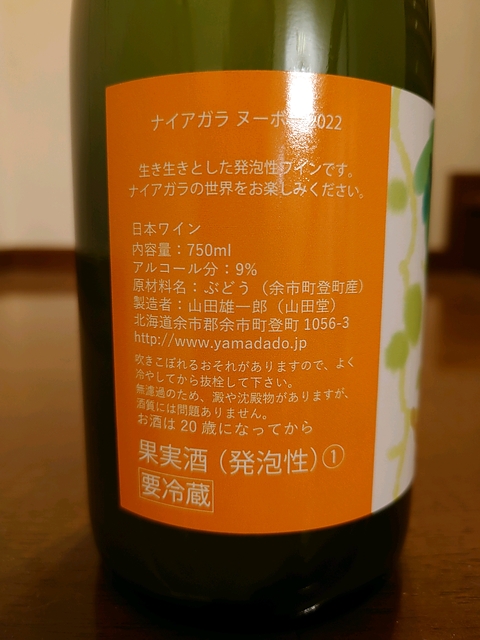 ナイアガラ ヌーボー 2022
生き生きとした発泡性ワインです。
ナイアガラの世界をお楽しみください。
日本ワイン
内容量：750ml
アルコール分：9%
原材料名：ぶどう（余市町登町産）
製造者：山田雄一郎（山田堂）
北海道余市郡余市町登町 1056-3
http://www.yamadado.jp
吹きこぼれるおそれがありますので、よく
冷やしてから抜栓して下さい。
無濾過のため、澱や沈殿物がありますが、
酒質には問題ありません。
お酒は 20 歳になってから
果実酒（発泡性）①
要冷蔵